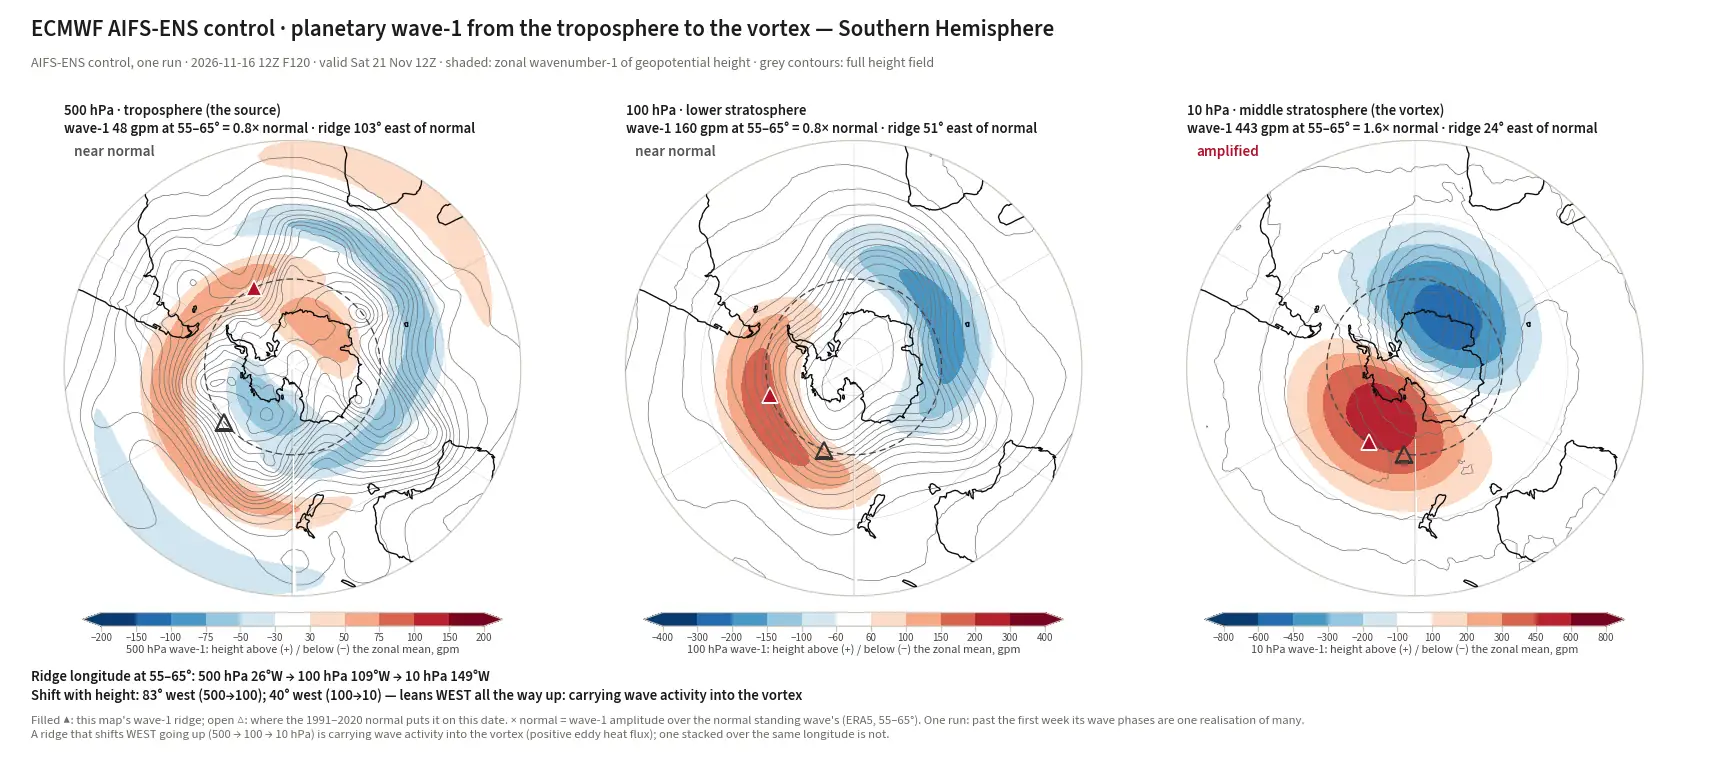 ECMWF AIFS-ENS control · planetary wave-1 from the troposphere to the vortex — Southern Hemisphere
AIFS-ENS control, one run · 2026-11-16 12Z F120 · valid Sat 21 Nov 12Z · shaded: zonal wavenumber-1 of geopotential height · grey contours: full height field
500 hPa · troposphere (the source)
wave-1 48 gpm at 55–65° = 0.8× normal · ridge 103° east of normal
near normal
100 hPa · lower stratosphere
wave-1 160 gpm at 55–65° = 0.8× normal · ridge 51° east of normal
near normal
10 hPa · middle stratosphere (the vortex)
wave-1 443 gpm at 55–65° = 1.6× normal · ridge 24° east of normal
amplified
−200 −150 −100 −75 −50 −30 30 50 75 100 150 200
500 hPa wave-1: height above (+) / below (−) the zonal mean, gpm
−400 −300 −200 −150 −100 −60 60 100 150 200 300 400
100 hPa wave-1: height above (+) / below (−) the zonal mean, gpm
−800 −600 −450 −300 −200 −100 100 200 300 450 600 800
10 hPa wave-1: height above (+) / below (−) the zonal mean, gpm
Ridge longitude at 55–65°: 500 hPa 26°W → 100 hPa 109°W → 10 hPa 149°W
Shift with height: 83° west (500→100); 40° west (100→10) — leans WEST all the way up: carrying wave activity into the vortex
Filled ▲: this map's wave-1 ridge; open △: where the 1991–2020 normal puts it on this date. × normal = wave-1 amplitude over the normal standing wave's (ERA5, 55–65°). One run: past the first week its wave phases are one realisation of many.
A ridge that shifts WEST going up (500 → 100 → 10 hPa) is carrying wave activity into the vortex (positive eddy heat flux); one stacked over the same longitude is not.